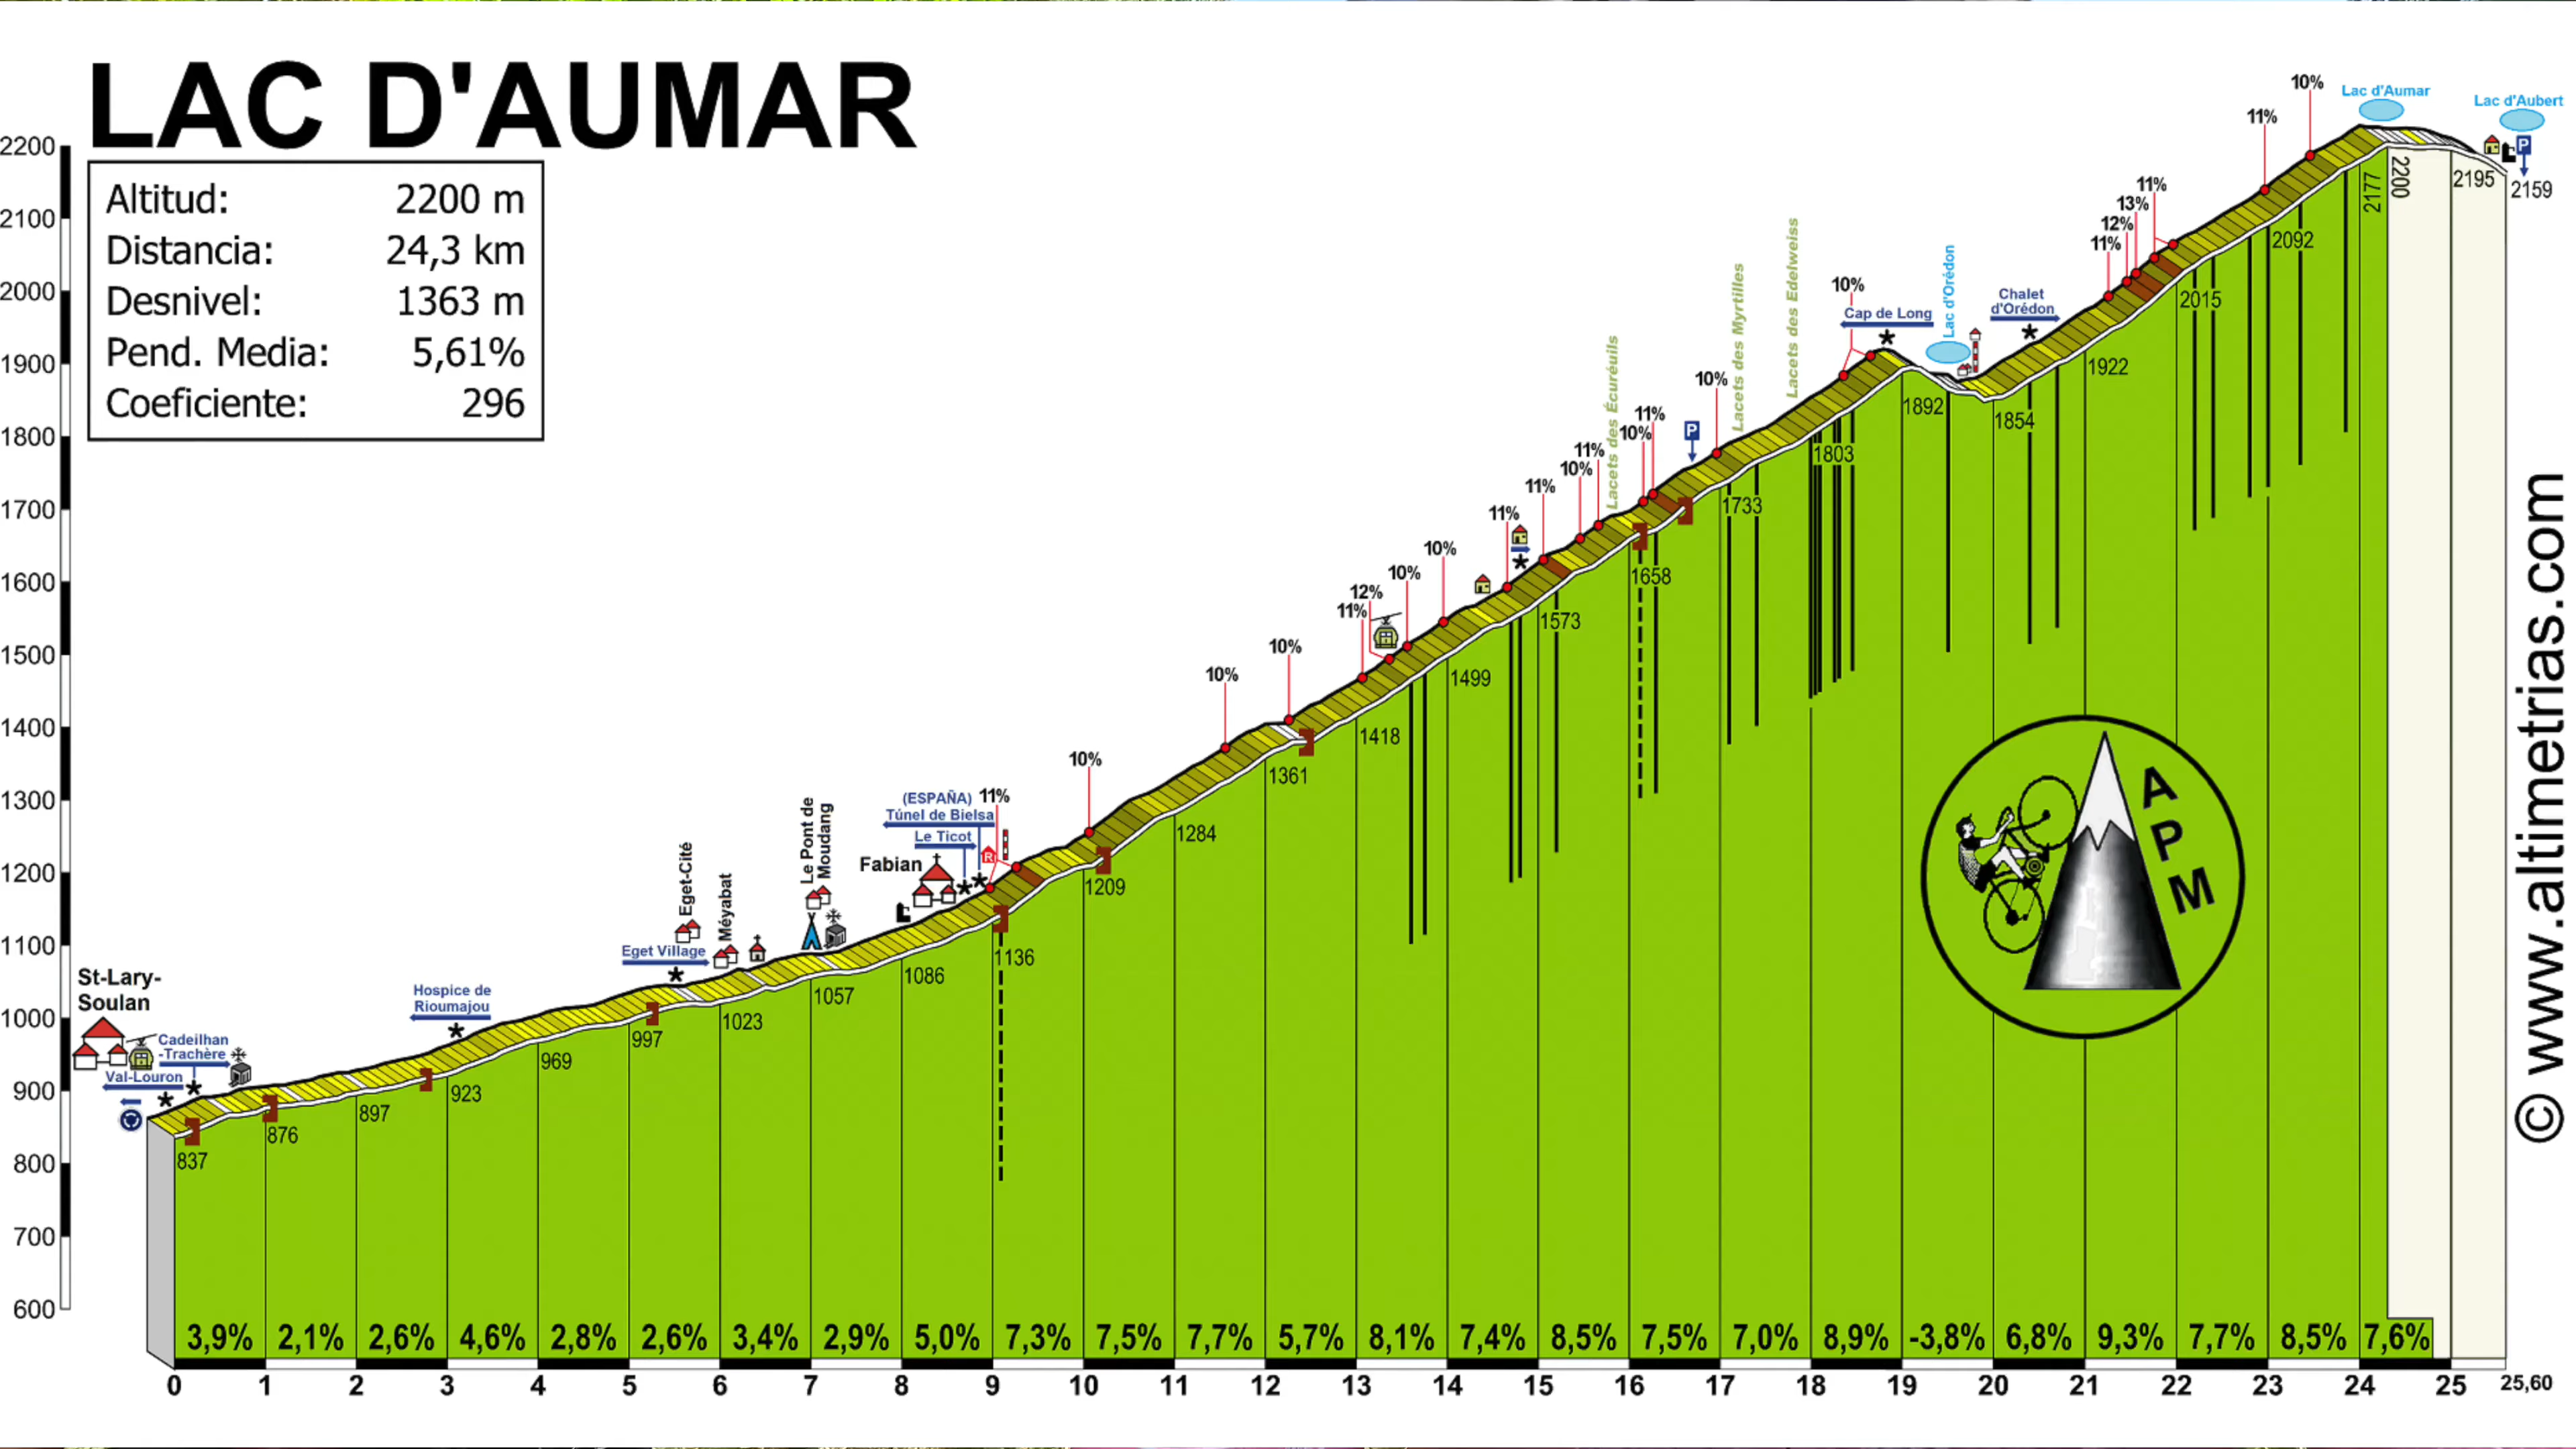 LAC D'AUMAR
Altitud: 2200 m
Distancia: 24,3 km
Desnivel: 1363 m
Pend. Media: 5,61%
Coeficiente: 296
2200
2100
2000
1900
1800
1700
1600
1500
1400
1300
1200
1100
1000
900
800
700
600
St-Lary-
Soulan
Cadeilhan
-Trachère
Val-Louron
Hospice de
Rioumajou
Eget Village
Eget-Cité
Méyabat
Le Pont de
Moudang
Fabian
(ESPAÑA)
Túnel de Bielsa
Le Ticot
R
11%
10%
10%
10%
11%
12%
10%
10%
11%
11%
10%
11%
10%
11%
P
10%
10%
11%
12%
13%
11%
11%
10%
Lacets des Écuréuils
Lacets des Myrtilles
Lacets des Edelweiss
Cap de Long
Lac d'Orédon
Chalet
d'Orédon
Lac d'Aumar
Lac d'Aubert
P
837
876
897
923
969
997
1023
1057
1086
1136
1209
1284
1361
1418
1499
1573
1658
1733
1803
1892
1854
1922
2015
2092
2177
2200
2195
2159
A
P
M
3,9% 2,1% 2,6% 4,6% 2,8% 2,6% 3,4% 2,9% 5,0% 7,3% 7,5% 7,7% 5,7% 8,1% 7,4% 8,5% 7,5% 7,0% 8,9% -3,8% 6,8% 9,3% 7,7% 8,5% 7,6%
0 1 2 3 4 5 6 7 8 9 10 11 12 13 14 15 16 17 18 19 20 21 22 23 24 25 25,60
© www.altimetrias.com